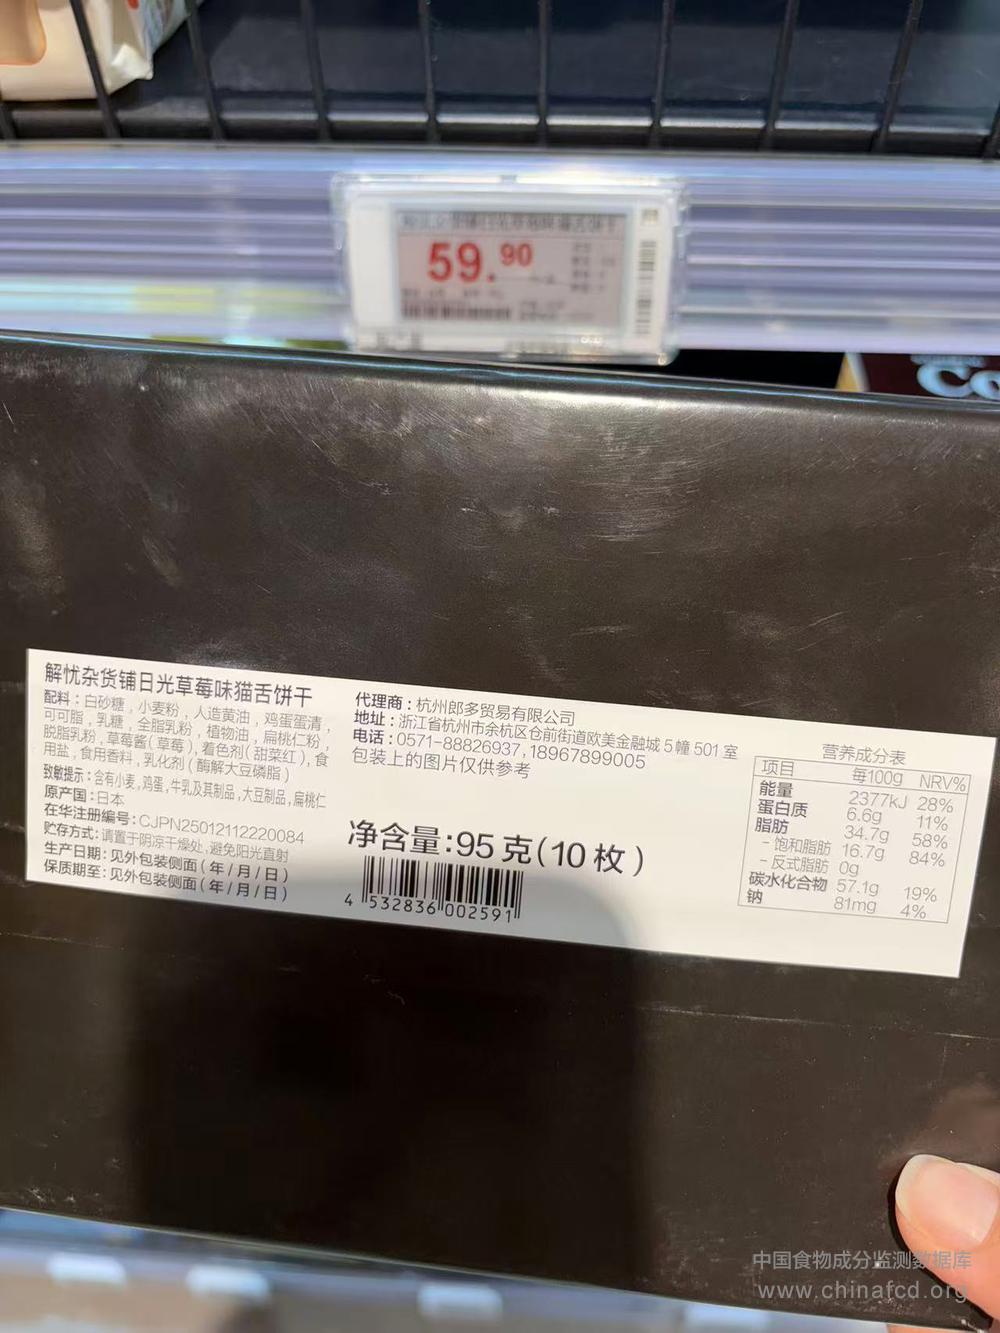 59.90
Co
解忧杂货铺日光草莓味猫舌饼干
配料：白砂糖，小麦粉，人造黄油，鸡蛋蛋清，
可可脂，乳糖，全脂乳粉，植物油，扁桃仁粉，
脱脂乳粉，草莓酱（草莓），着色剂（甜菜红），食
用盐，食用香料，乳化剂（酶解大豆磷脂）
致敏提示：含有小麦，鸡蛋，牛乳及其制品，大豆制品，扁桃仁
原产国：日本
在华注册编号：CJPN25012112220084
贮存方式：请置于阴凉干燥处，避免阳光直射
生产日期：见外包装侧面（年/月/日）
保质期至：见外包装侧面（年/月/日）
代理商：杭州郎多贸易有限公司
地址：浙江省杭州市余杭区仓前街道欧美金融城5幢501室
电话：0571-88826937,18967899005
包装上的图片仅供参考
净含量：95克（10枚）
4 532836 002591
营养成分表
项目 每100g NRV%
能量 2377kJ 28%
蛋白质 6.6g 11%
脂肪 34.7g 58%
-饱和脂肪 16.7g 84%
-反式脂肪 0g
碳水化合物 57.1g 19%
钠 81mg 4%
中国食物成分监测数据库
www.chinafcd.org